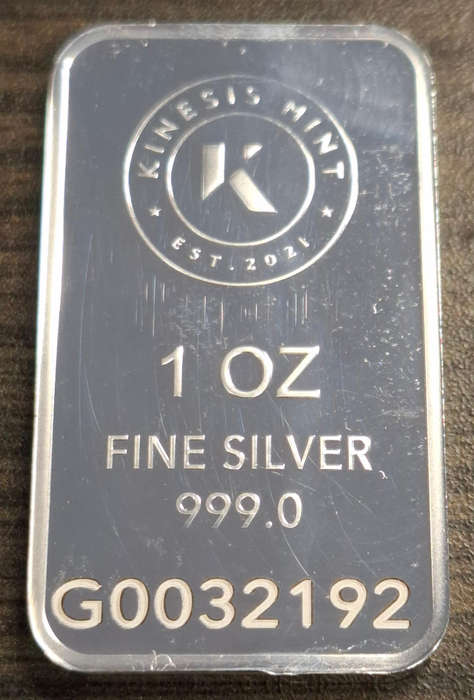 KINESIS MINT
K
EST. 2021
1 OZ
FINE SILVER
999.0
G0032192